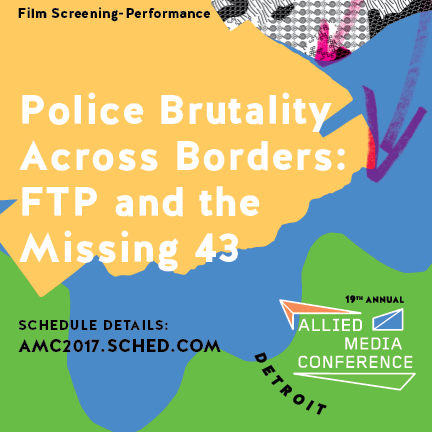 Film Screening-Performance
Police Brutality
Across Borders:
FTP and the
Missing 43
SCHEDULE DETAILS:
AMC2017.SCHED.COM
19TH ANNUAL
ALLIED
MEDIA
CONFERENCE
DETROIT